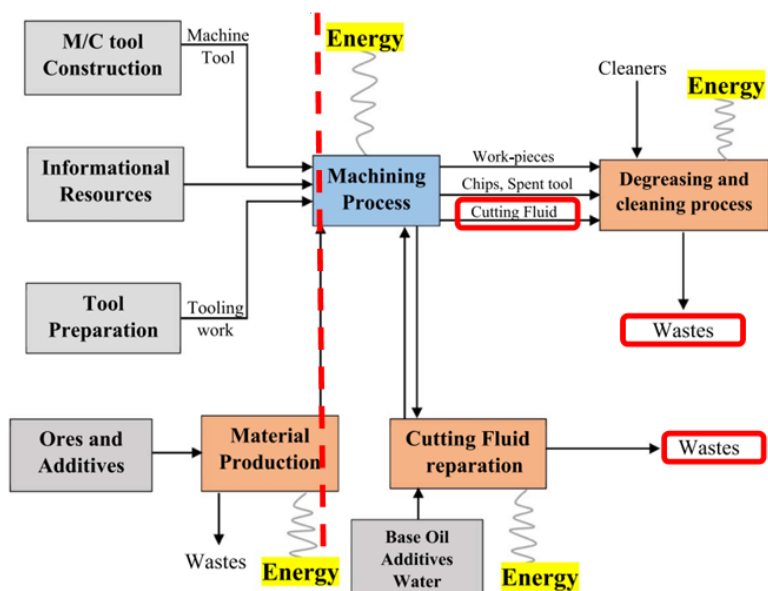 M/C tool
Construction
Machine
Tool
Energy
Cleaners
Energy
Informational
Resources
Machining
Process
Work-pieces
Chips, Spent tool
Cutting Fluid
Degreasing and
cleaning process
Tool
Preparation
Tooling
work
Wastes
Ores and
Additives
Material
Production
Cutting Fluid
reparation
Wastes
Wastes
Energy
Base Oil
Additives
Water
Energy